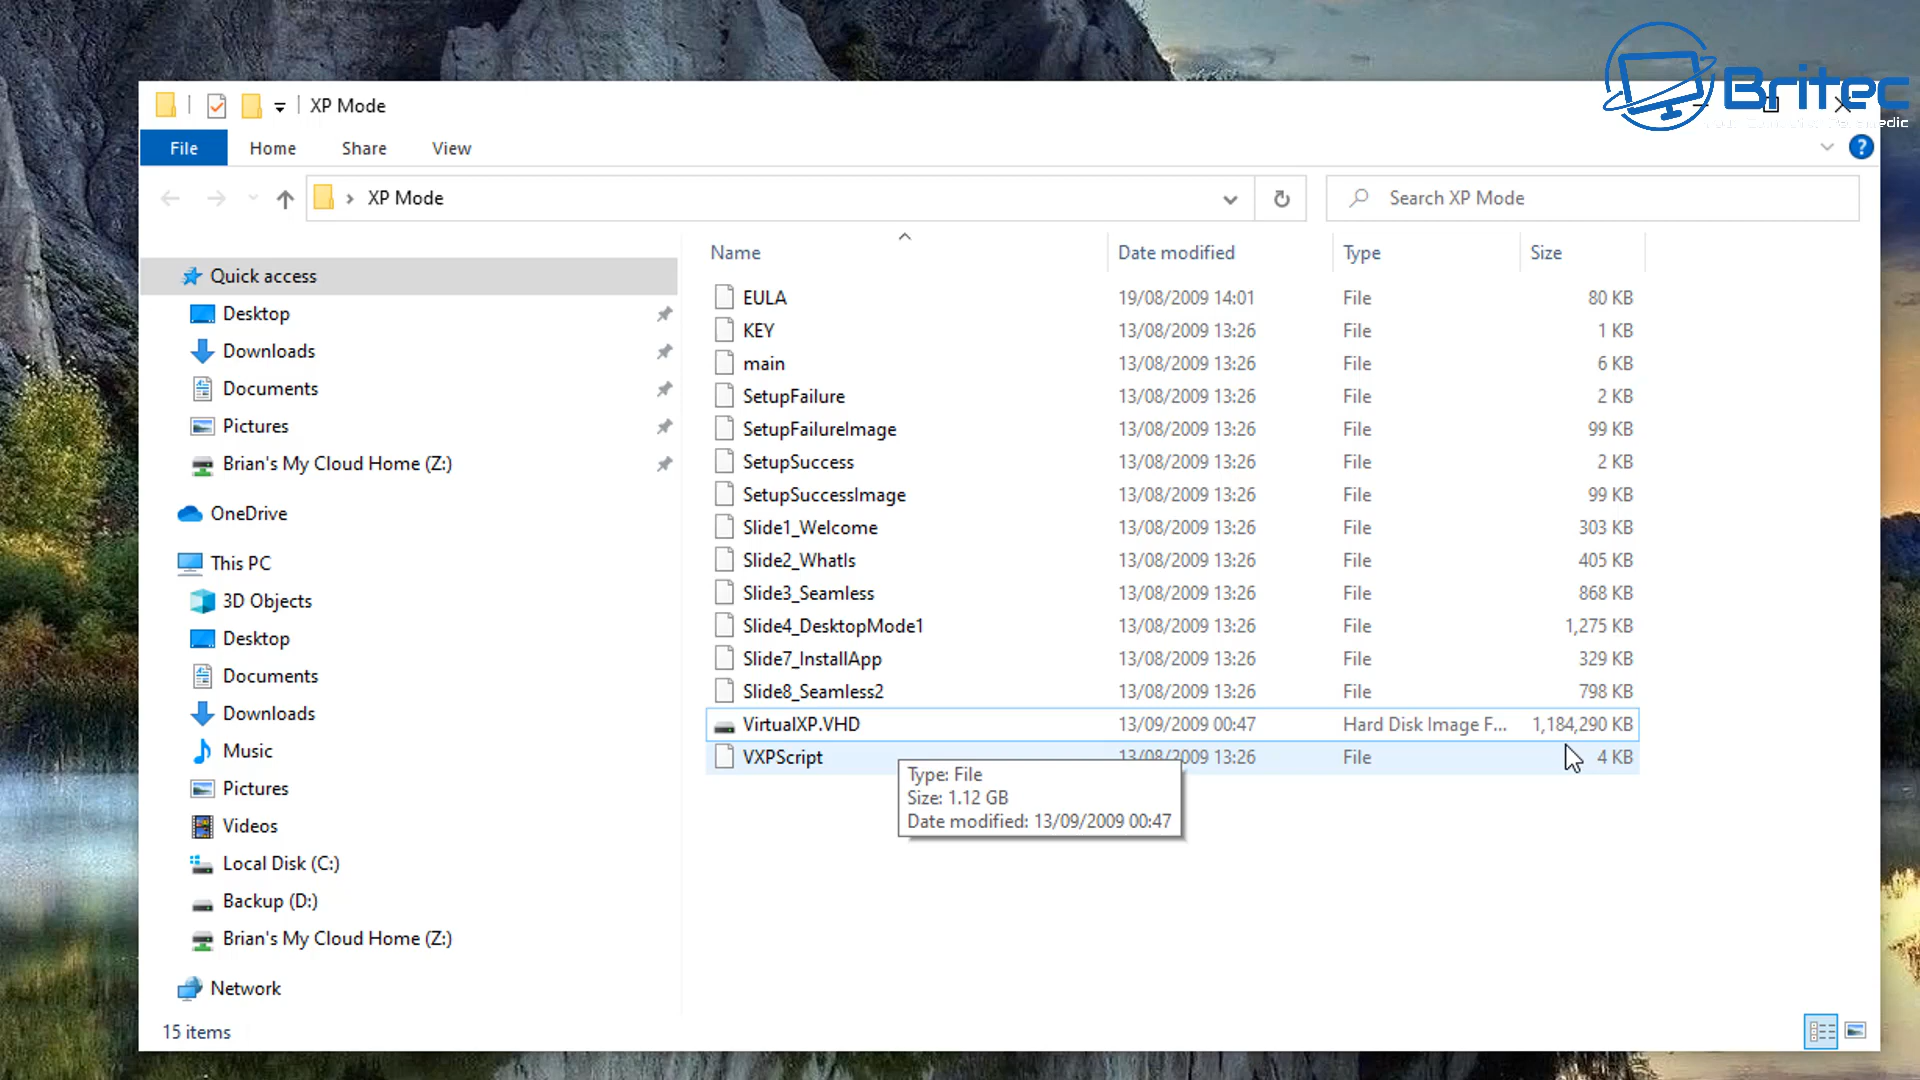 Britec
XP Mode
File Home Share View
XP Mode
Search XP Mode
Name Date modified Type Size
Quick access
Desktop
Downloads
Documents
Pictures
Brian's My Cloud Home (Z:)
OneDrive
This PC
3D Objects
Desktop
Documents
Downloads
Music
Pictures
Videos
Local Disk (C:)
Backup (D:)
Brian's My Cloud Home (Z:)
Network
EULA 19/08/2009 14:01 File 80 KB
KEY 13/08/2009 13:26 File 1 KB
main 13/08/2009 13:26 File 6 KB
SetupFailure 13/08/2009 13:26 File 2 KB
SetupFailureImage 13/08/2009 13:26 File 99 KB
SetupSuccess 13/08/2009 13:26 File 2 KB
SetupSuccessImage 13/08/2009 13:26 File 99 KB
Slide1_Welcome 13/08/2009 13:26 File 303 KB
Slide2_WhatIs 13/08/2009 13:26 File 405 KB
Slide3_Seamless 13/08/2009 13:26 File 868 KB
Slide4_DesktopMode1 13/08/2009 13:26 File 1,275 KB
Slide7_InstallApp 13/08/2009 13:26 File 329 KB
Slide8_Seamless2 13/08/2009 13:26 File 798 KB
VirtualXP.VHD 13/09/2009 00:47 Hard Disk Image F... 1,184,290 KB
VXPScript 13/08/2009 13:26 File 4 KB
Type: File
Size: 1.12 GB
Date modified: 13/09/2009 00:47
15 items